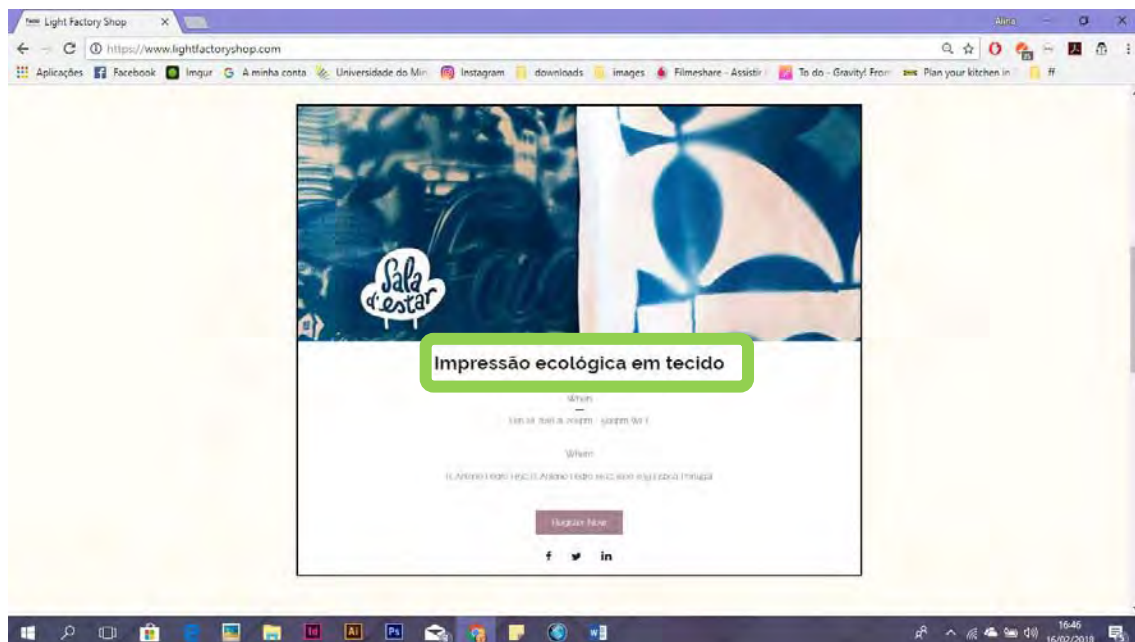 Light Factory Shop
Anna
https://www.lightfactoryshop.com
Aplicações Facebook Imgur A minha conta Universidade do Min Instagram downloads images Filmeshare - Assistir To do - Gravity! From Plan your kitchen in ff
Sala
d'estar
Impressão ecológica em tecido
When
Where
Register Now
f in
16:46
16/02/2018